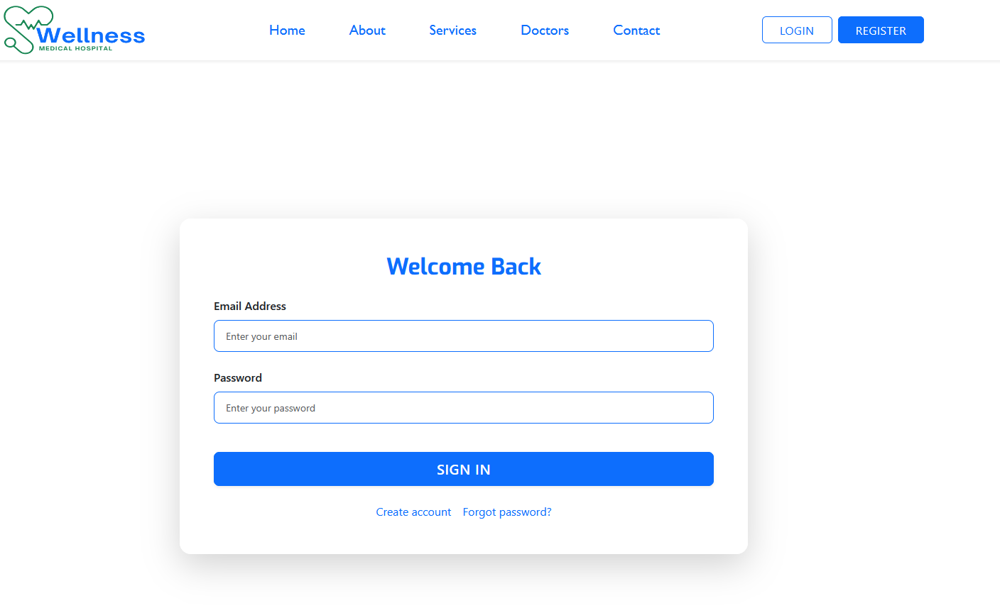 Wellness
MEDICAL HOSPITAL
Home About Services Doctors Contact LOGIN REGISTER
Welcome Back
Email Address
Enter your email
Password
Enter your password
SIGN IN
Create account Forgot password?